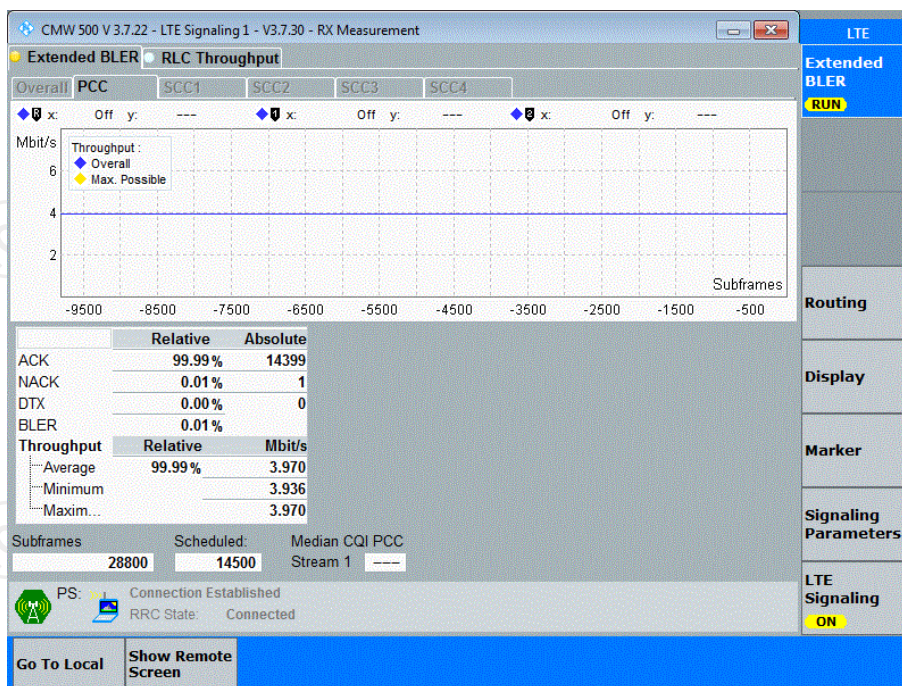 CMW 500 V 3.7.22 - LTE Signaling 1 - V3.7.30 - RX Measurement
LTE
Extended BLER RLC Throughput
Extended BLER
RUN
Overall PCC SCC1 SCC2 SCC3 SCC4
0 x: Off y: --- 1 x: Off y: --- 2 x: Off y: ---
Mbit/s
Throughput :
Overall
Max. Possible
6
4
2
Subframes
-9500 -8500 -7500 -6500 -5500 -4500 -3500 -2500 -1500 -500
Routing
Display
Marker
Signaling Parameters
LTE Signaling
ON
Relative Absolute
ACK 99.99 % 14399
NACK 0.01 % 1
DTX 0.00 % 0
BLER 0.01 %
Throughput Relative Mbit/s
Average 99.99 % 3.970
Minimum 3.936
Maxim... 3.970
Subframes Scheduled: Median CQI PCC
28800 14500 Stream 1 ---
PS: Connection Established
RRC State: Connected
Go To Local
Show Remote Screen